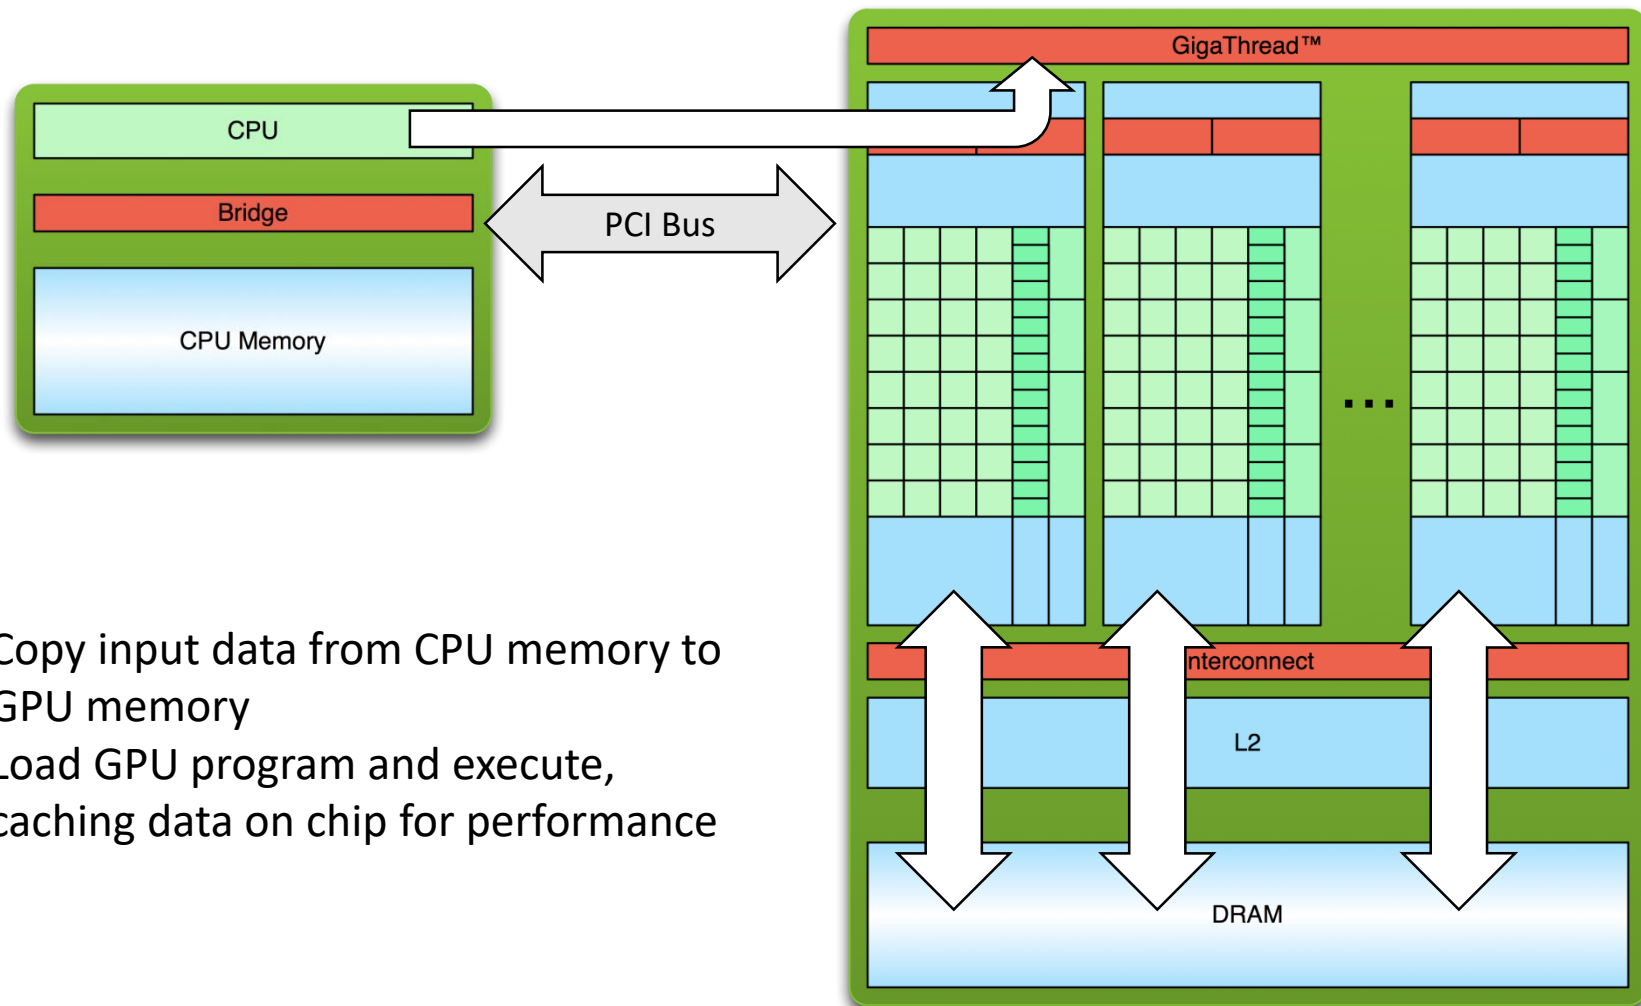 GigaThread™
CPU
Bridge
PCI Bus
CPU Memory
...
Copy input data from CPU memory to
GPU memory
Load GPU program and execute,
caching data on chip for performance
nterconnect
L2
DRAM